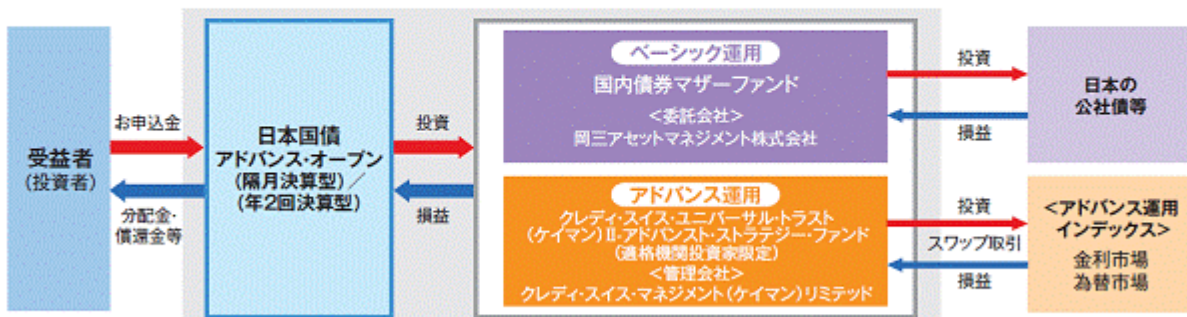 受益者
(投資者)
お申込金
分配金・
償還金等
日本国債
アドバンス・オープン
(隔月決算型)／
(年2回決算型)
投資
損益
ベーシック運用
国内債券マザーファンド
<委託会社>
岡三アセットマネジメント株式会社
アドバンス運用
クレディ・スイス・ユニバーサル・トラスト
(ケイマン)Ⅱ-アドバンスト・ストラテジー・ファンド
(適格機関投資家限定)
<管理会社>
クレディ・スイス・マネジメント(ケイマン)リミテッド
投資
損益
日本の
公社債等
投資
スワップ取引
損益
<アドバンス運用
インデックス>
金利市場
為替市場